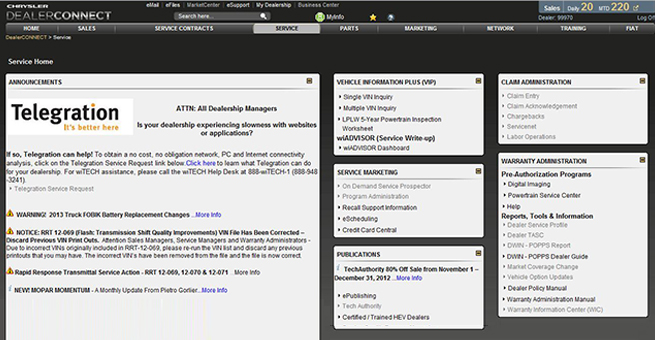 CHRYSLER
DEALERCONNECT
eMail | eFiles | MarketCenter | eSupport | My Dealership | Business Center
Search here...
MyInfo
Sales Daily 20 MTD 220
Dealer: 99970 Log Off
HOME SALES SERVICE CONTRACTS SERVICE PARTS MARKETING NETWORK TRAINING FIAT
DealerCONNECT > Service
Service Home
ANNOUNCEMENTS
Telegration
It's better here
ATTN: All Dealership Managers
Is your dealership experiencing slowness with websites
or applications?
If so, Telegration can help! To obtain a no cost, no obligation network, PC and Internet connectivity
analysis, click on the Telegration Service Request link below. Click here to learn what Telegration can do
for your dealership. For wiTECH assistance, please call the wiTECH Help Desk at 888-wiTECH-1 (888-948
-3241).
Telegration Service Request
WARNING! 2013 Truck FOBIK Battery Replacement Changes ...More Info
NOTICE: RRT 12-069 (Flash: Transmission Shift Quality Improvements) VIN File Has Been Corrected –
Discard Previous VIN Print Outs. Attention Sales Managers, Service Managers and Warranty Administrators -
Due to incorrect VINs originally included in RRT-12-069, please re-run the VIN list and discard any previous
printouts that you may have. The incorrect VIN's have been removed from the file and the file is now correct.
Rapid Response Transmittal Service Action - RRT 12-069, 12-070 & 12-071 ...More Info
NEW! MOPAR MOMENTUM - A Monthly Update From Pietro Gorlier...More Info
VEHICLE INFORMATION PLUS (VIP)
Single VIN Inquiry
Multiple VIN Inquiry
LPLW 5-Year Powertrain Inspection
Worksheet
wiADVISOR (Service Write-up)
wiADVISOR Dashboard
SERVICE MARKETING
On Demand Service Prospector
Program Administration
Recall Support Information
eScheduling
Credit Card Central
PUBLICATIONS
TechAuthority 80% Off Sale from November 1 –
December 31, 2012 ...More Info
ePublishing
Tech Authority
Certified / Trained HEV Dealers
CLAIM ADMINISTRATION
Claim Entry
Claim Acknowledgement
Chargebacks
Servicenet
Labor Operations
WARRANTY ADMINISTRATION
Pre-Authorization Programs
Digital Imaging
Powertrain Service Center
Help
Reports, Tools & Information
Dealer Service Profile
Dealer TASC
DWIN - POPPS Report
DWIN - POPPS Dealer Guide
Market Coverage Change
Vehicle Option Updates
Dealer Policy Manual
Warranty Administration Manual
Warranty Information Center (WIC)